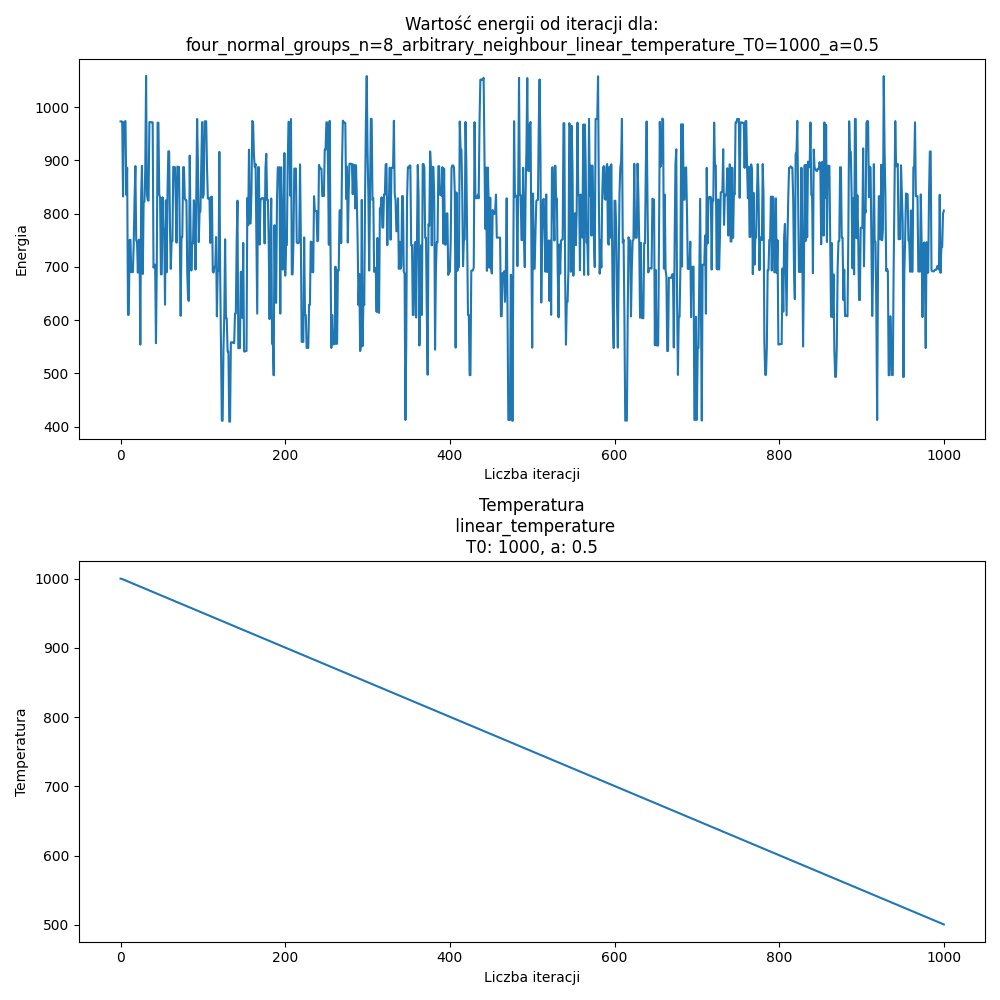 Wartość energii od iteracji dla:
four_normal_groups_n=8_arbitrary_neighbour_linear_temperature_T0=1000_a=0.5
1000
900
800
700
600
500
400
Energia
0 200 400 600 800 1000
Liczba iteracji
Temperatura
linear_temperature
T0: 1000, a: 0.5
1000
900
800
700
600
500
Temperatura
0 200 400 600 800 1000
Liczba iteracji